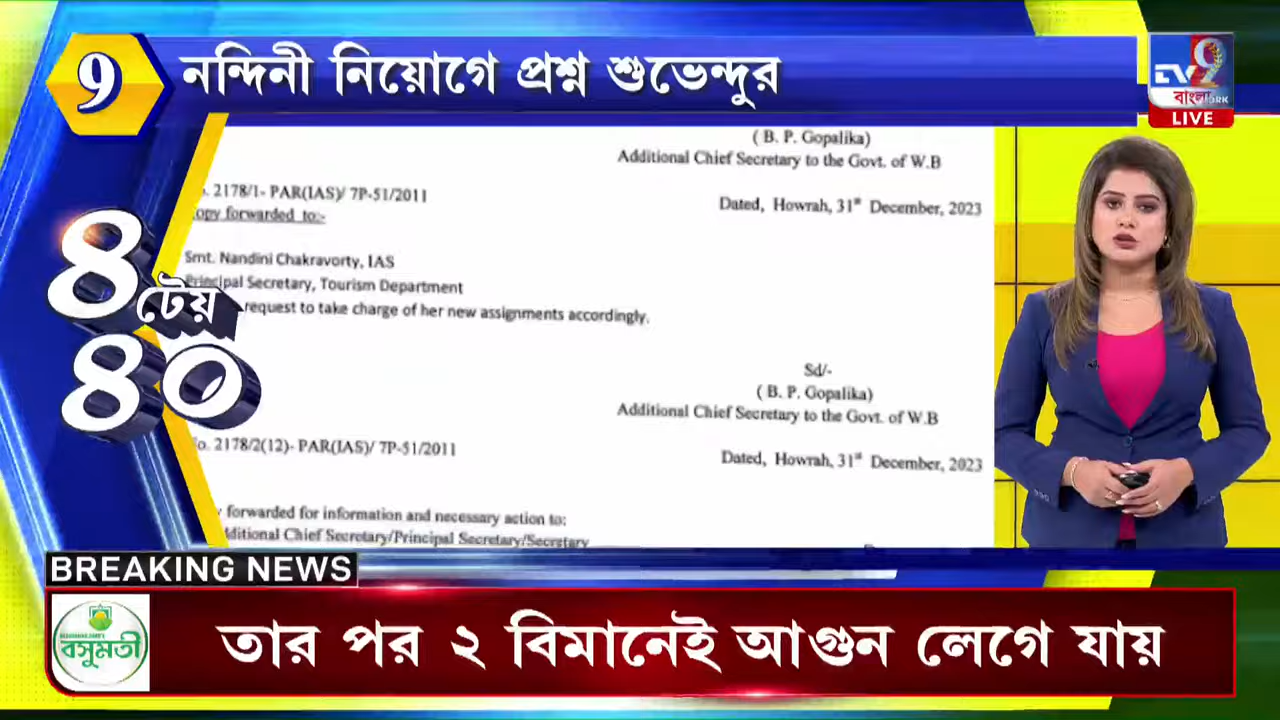 9
নন্দিনী নিয়োগে প্রশ্ন শুভেন্দুর
TV9
বাংলা
LIVE
( B. P. Gopalika)
Additional Chief Secretary to the Govt. of W.B
2178/1- PAR(IAS)/ 7P-51/2011
Dated, Howrah, 31st December, 2023
opy forwarded to:-
Smt. Nandini Chakravorty, IAS
Principal Secretary, Tourism Department
request to take charge of her new assignments accordingly.
৪টেয়
৪০
Sd/-
( B. P. Gopalika)
Additional Chief Secretary to the Govt. of W.B
o. 2178/2(12)- PAR(IAS)/ 7P-51/2011
Dated, Howrah, 31st December, 2023
forwarded for information and necessary action to:
ditional Chief Secretary/Principal Secretary/Secretary
BREAKING NEWS
বসুমতী
তার পর ২ বিমানেই আগুন লেগে যায়